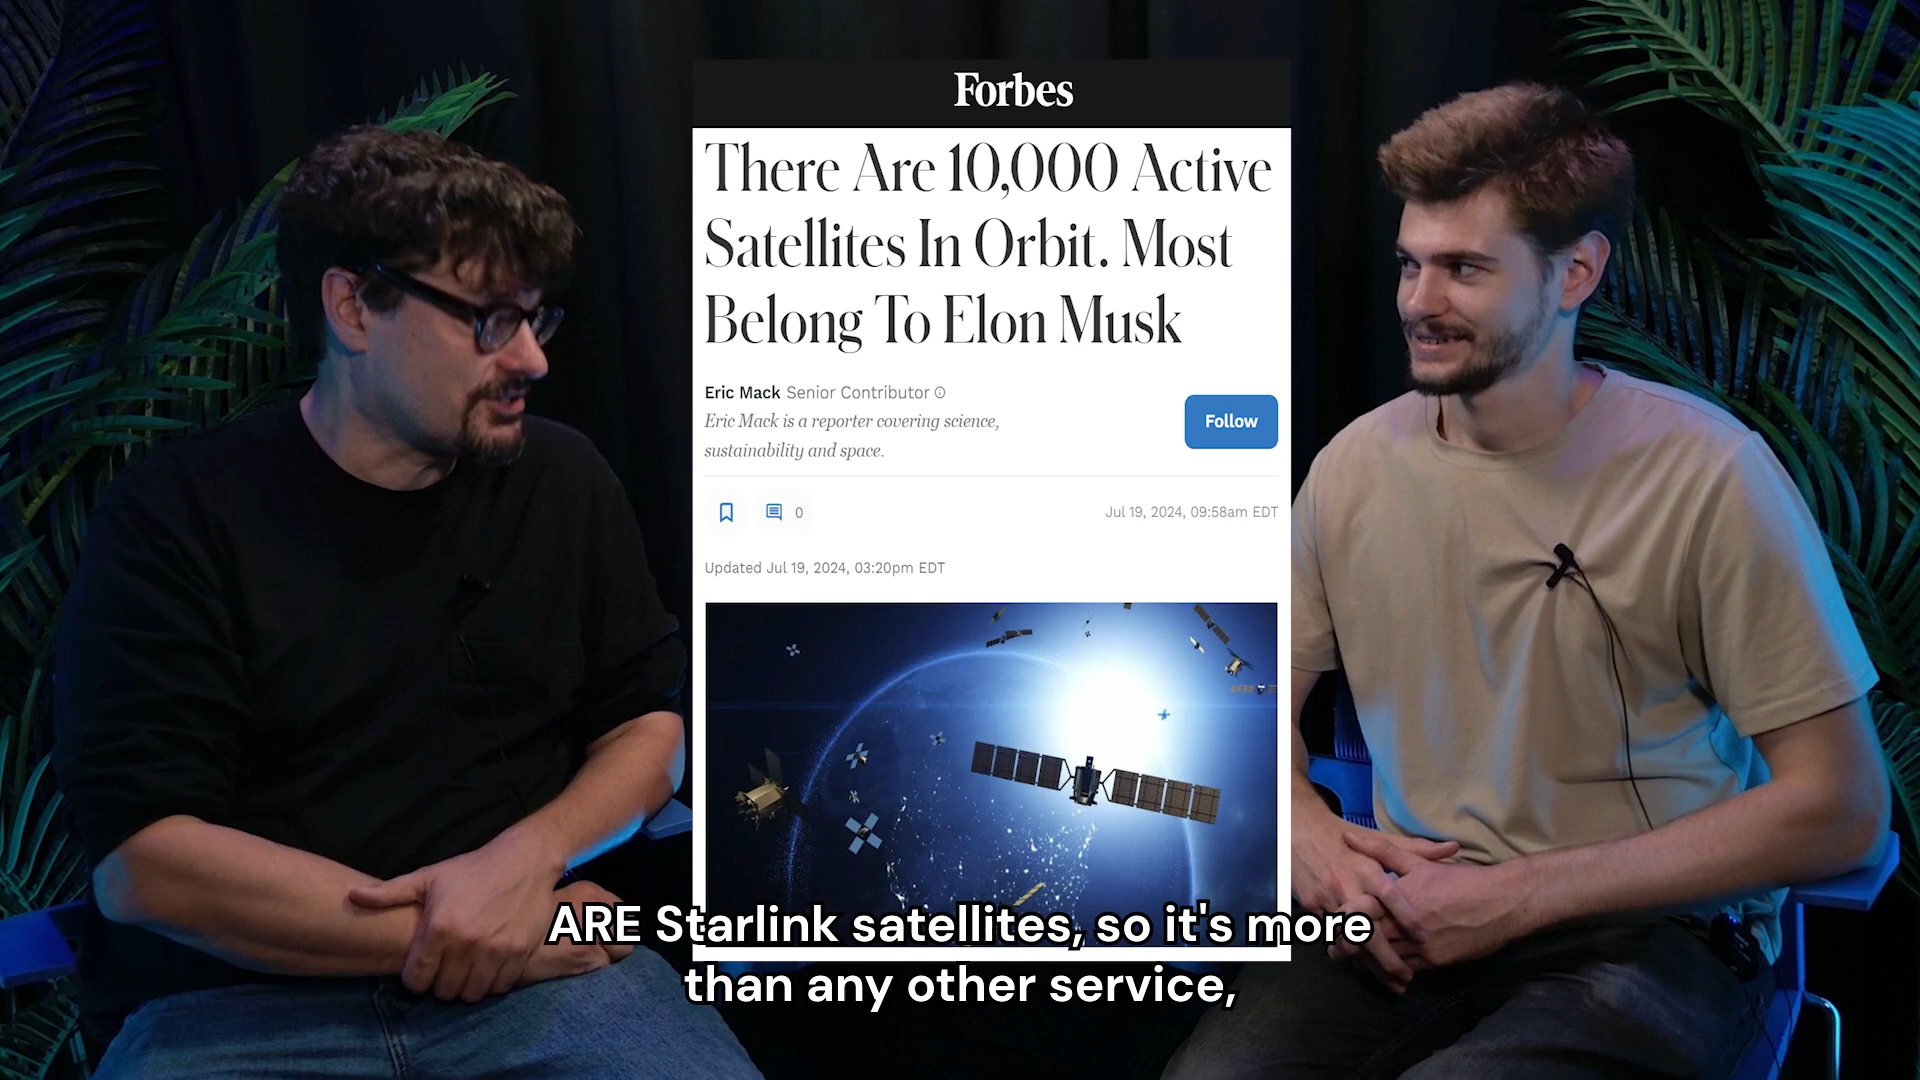 Forbes
There Are 10,000 Active
Satellites In Orbit. Most
Belong To Elon Musk
Eric Mack Senior Contributor
Eric Mack is a reporter covering science,
sustainability and space.
Follow
0
Jul 19, 2024, 09:58am EDT
Updated Jul 19, 2024, 03:20pm EDT
ARE Starlink satellites, so it's more
than any other service,